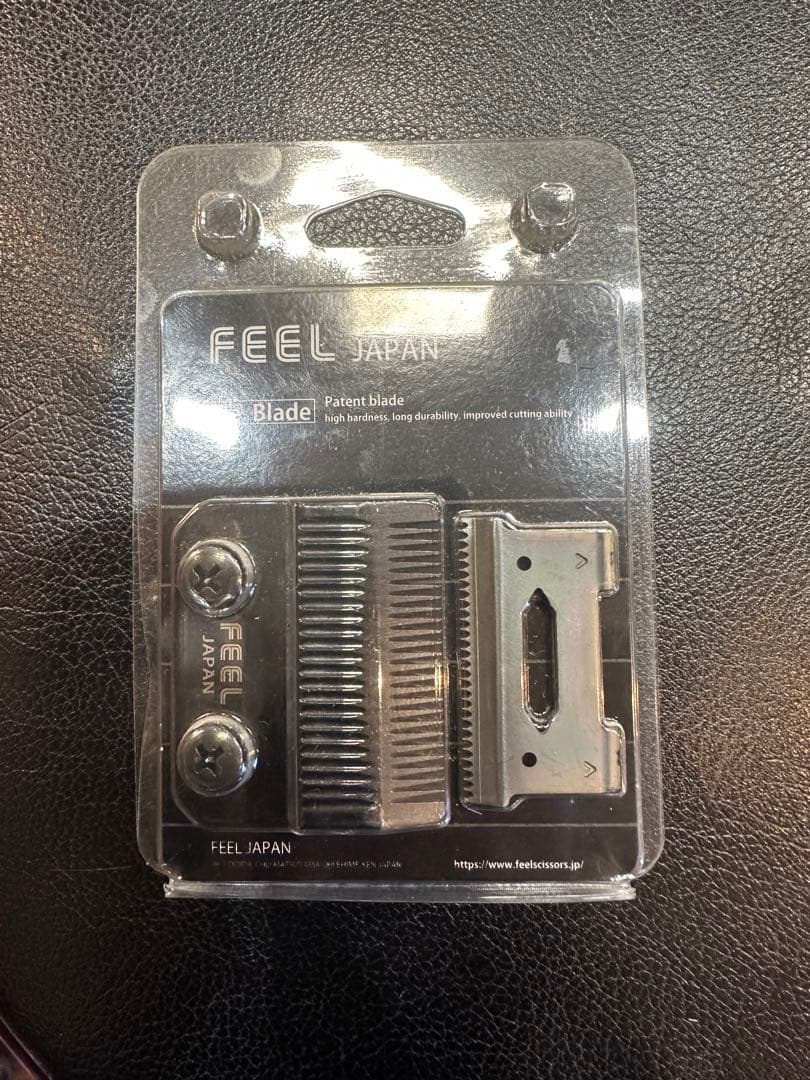 FEEL JAPAN
Blade
Patent blade
high hardness, long durability, improved cutting ability
FEEL
JAPAN
FEEL JAPAN
https://www.feelscissors.jp/